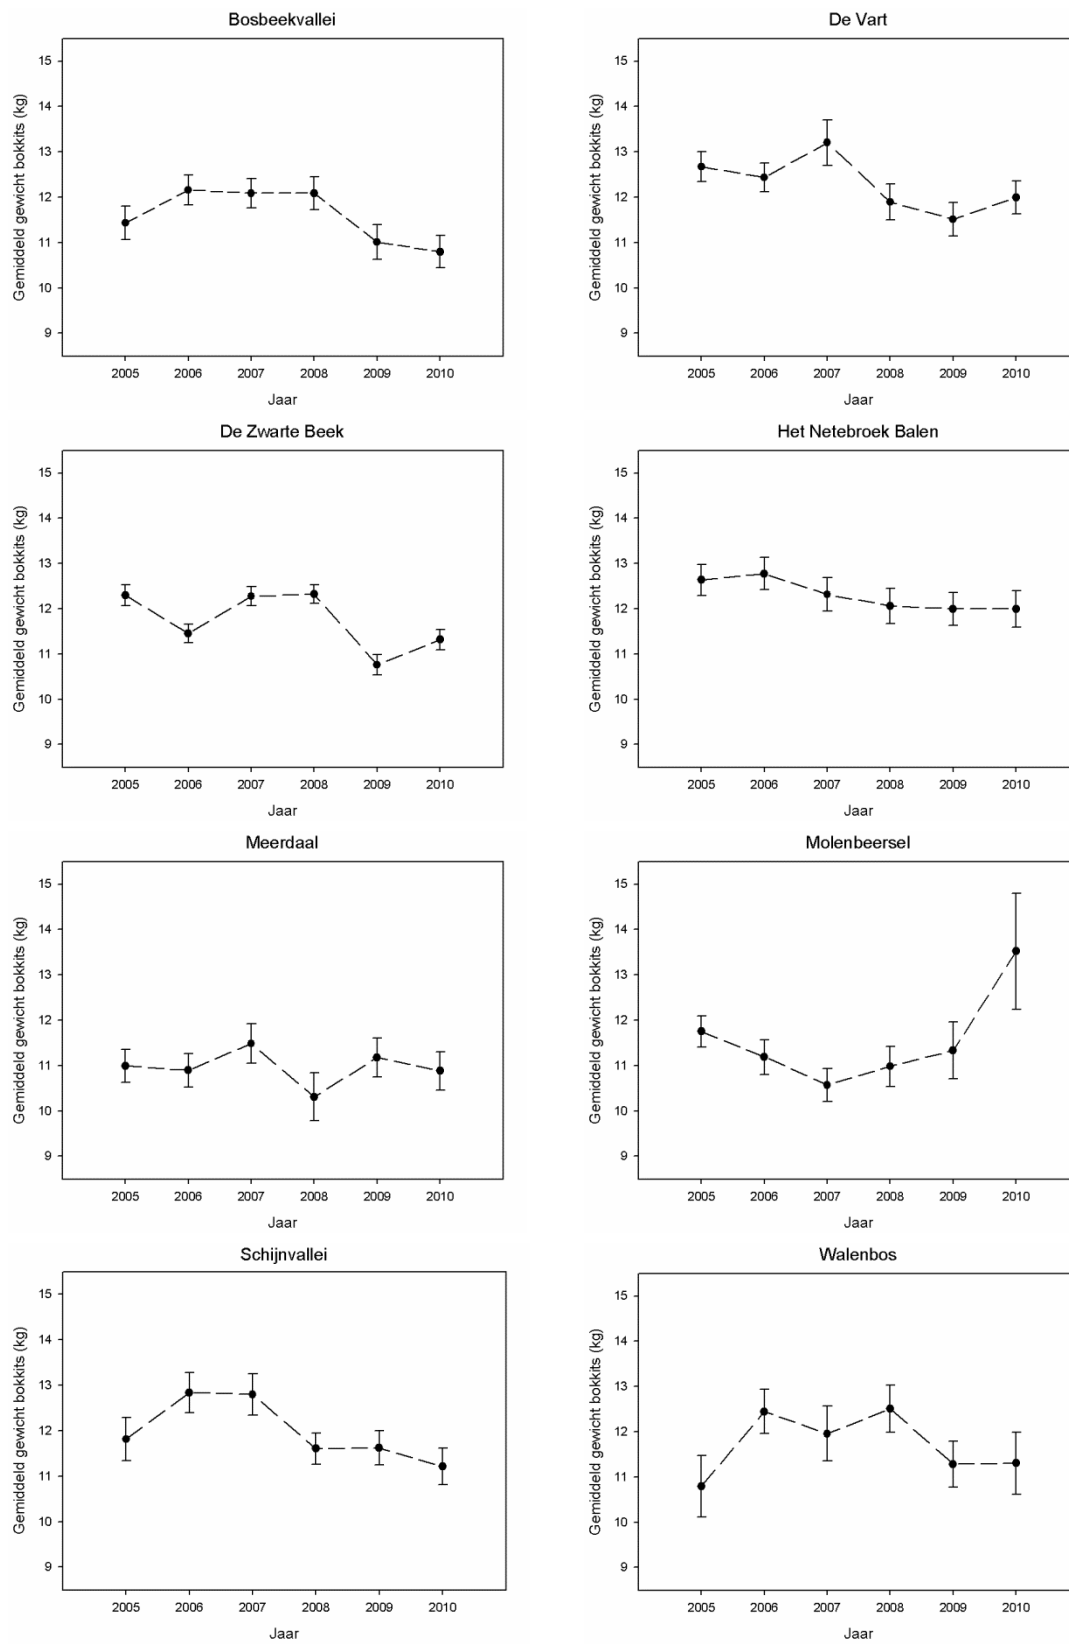 Bosbeekvallei
Gemiddeld gewicht bokkits (kg)
15
14
13
12
11
10
9
2005 2006 2007 2008 2009 2010
Jaar
De Vart
Gemiddeld gewicht bokkits (kg)
15
14
13
12
11
10
9
2005 2006 2007 2008 2009 2010
Jaar
De Zwarte Beek
Gemiddeld gewicht bokkits (kg)
15
14
13
12
11
10
9
2005 2006 2007 2008 2009 2010
Jaar
Het Netebroek Balen
Gemiddeld gewicht bokkits (kg)
15
14
13
12
11
10
9
2005 2006 2007 2008 2009 2010
Jaar
Meerdaal
Gemiddeld gewicht bokkits (kg)
15
14
13
12
11
10
9
2005 2006 2007 2008 2009 2010
Jaar
Molenbeersel
Gemiddeld gewicht bokkits (kg)
15
14
13
12
11
10
9
2005 2006 2007 2008 2009 2010
Jaar
Schijnvallei
Gemiddeld gewicht bokkits (kg)
15
14
13
12
11
10
9
2005 2006 2007 2008 2009 2010
Jaar
Walenbos
Gemiddeld gewicht bokkits (kg)
15
14
13
12
11
10
9
2005 2006 2007 2008 2009 2010
Jaar